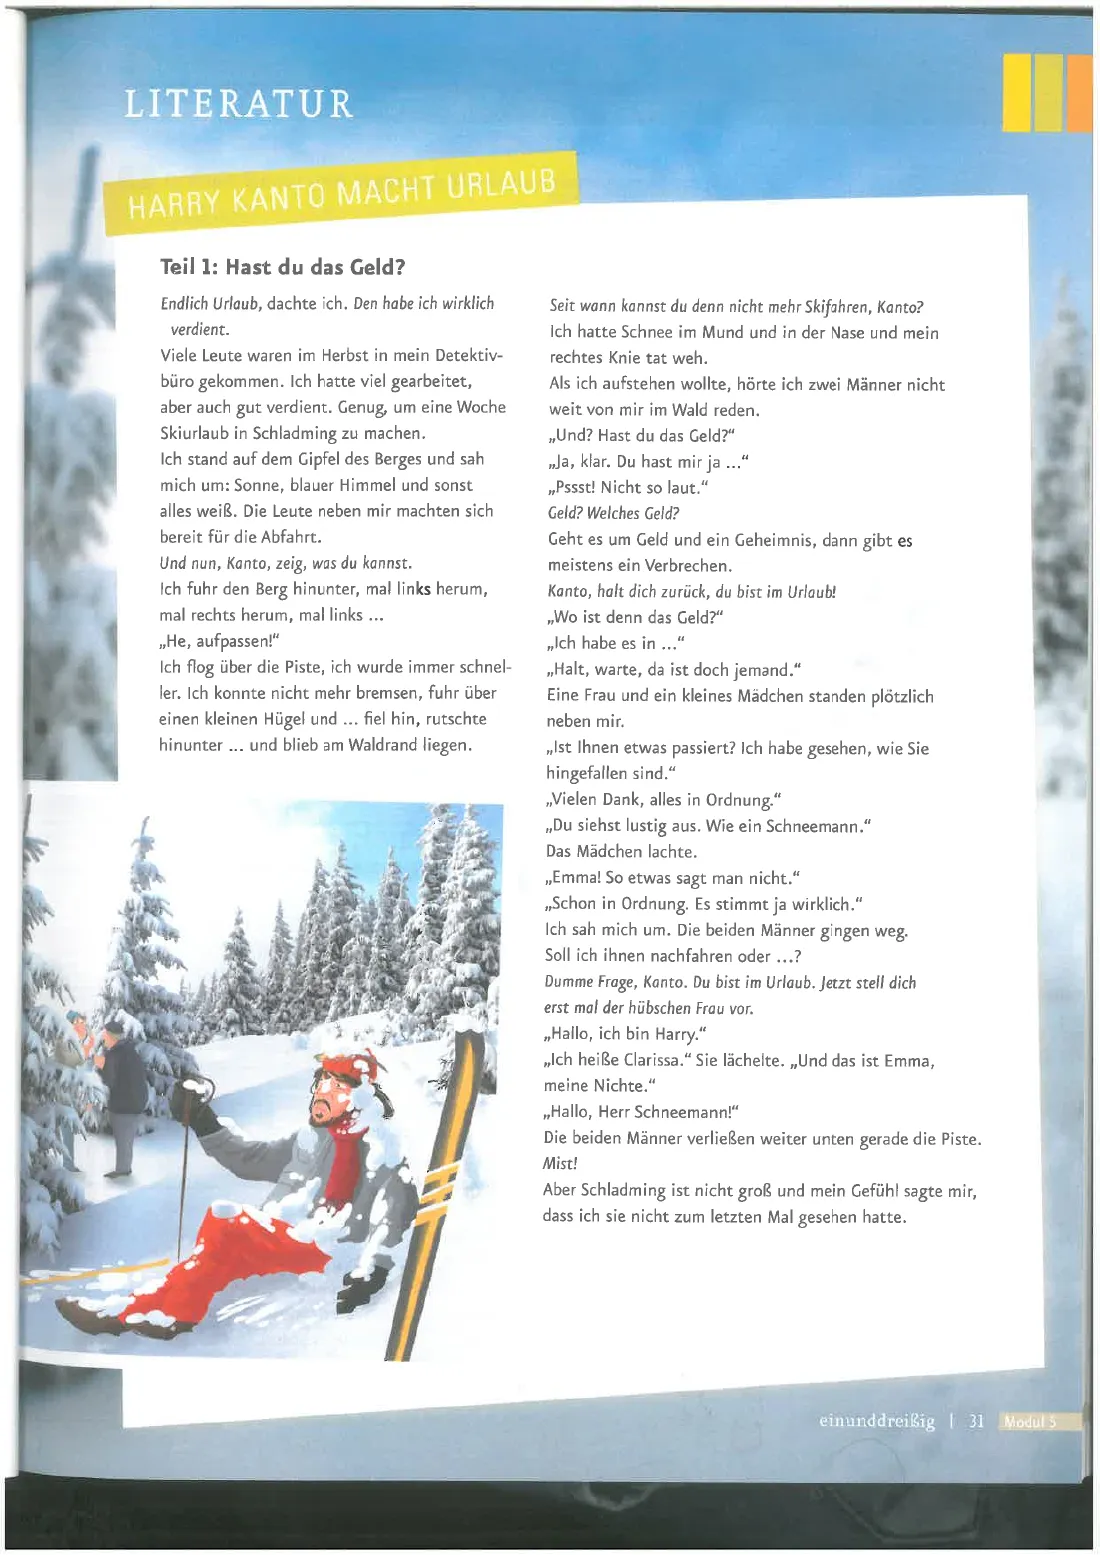 LITERATUR
HARRY KANTO MACHT URLAUB
Teil 1: Hast du das Geld?
Endlich Urlaub, dachte ich. Den habe ich wirklich
verdient.
Viele Leute waren im Herbst in mein Detektiv-
büro gekommen. Ich hatte viel gearbeitet,
aber auch gut verdient. Genug, um eine Woche
Skiurlaub in Schladming zu machen.
Ich stand auf dem Gipfel des Berges und sah
mich um: Sonne, blauer Himmel und sonst
alles weiß. Die Leute neben mir machten sich
bereit für die Abfahrt.
Und nun, Kanto, zeig, was du kannst.
Ich fuhr den Berg hinunter, mal links herum,
mal rechts herum, mal links ...
„He, aufpassen!“
Ich flog über die Piste, ich wurde immer schnel-
ler. Ich konnte nicht mehr bremsen, fuhr über
einen kleinen Hügel und ... fiel hin, rutschte
hinunter ... und blieb am Waldrand liegen.
Seit wann kannst du denn nicht mehr Skifahren, Kanto?
Ich hatte Schnee im Mund und in der Nase und mein
rechtes Knie tat weh.
Als ich aufstehen wollte, hörte ich zwei Männer nicht
weit von mir im Wald reden.
„Und? Hast du das Geld?“
„Ja, klar. Du hast mir ja ...“
„Pssst! Nicht so laut.“
Geld? Welches Geld?
Geht es um Geld und ein Geheimnis, dann gibt es
meistens ein Verbrechen.
Kanto, halt dich zurück, du bist im Urlaub!
„Wo ist denn das Geld?“
„Ich habe es in ...“
„Halt, warte, da ist doch jemand.“
Eine Frau und ein kleines Mädchen standen plötzlich
neben mir.
„Ist Ihnen etwas passiert? Ich habe gesehen, wie Sie
hingefallen sind.“
„Vielen Dank, alles in Ordnung.“
„Du siehst lustig aus. Wie ein Schneemann.“
Das Mädchen lachte.
„Emma! So etwas sagt man nicht.“
„Schon in Ordnung. Es stimmt ja wirklich.“
Ich sah mich um. Die beiden Männer gingen weg.
Soll ich ihnen nachfahren oder ...?
Dumme Frage, Kanto. Du bist im Urlaub. Jetzt stell dich
erst mal der hübschen Frau vor.
„Hallo, ich bin Harry.“
„Ich heiße Clarissa.“ Sie lächelte. „Und das ist Emma,
meine Nichte.“
„Hallo, Herr Schneemann!“
Die beiden Männer verließen weiter unten gerade die Piste.
Mist!
Aber Schladming ist nicht groß und mein Gefühl sagte mir,
dass ich sie nicht zum letzten Mal gesehen hatte.
einunddreißig | 31 Modul 5